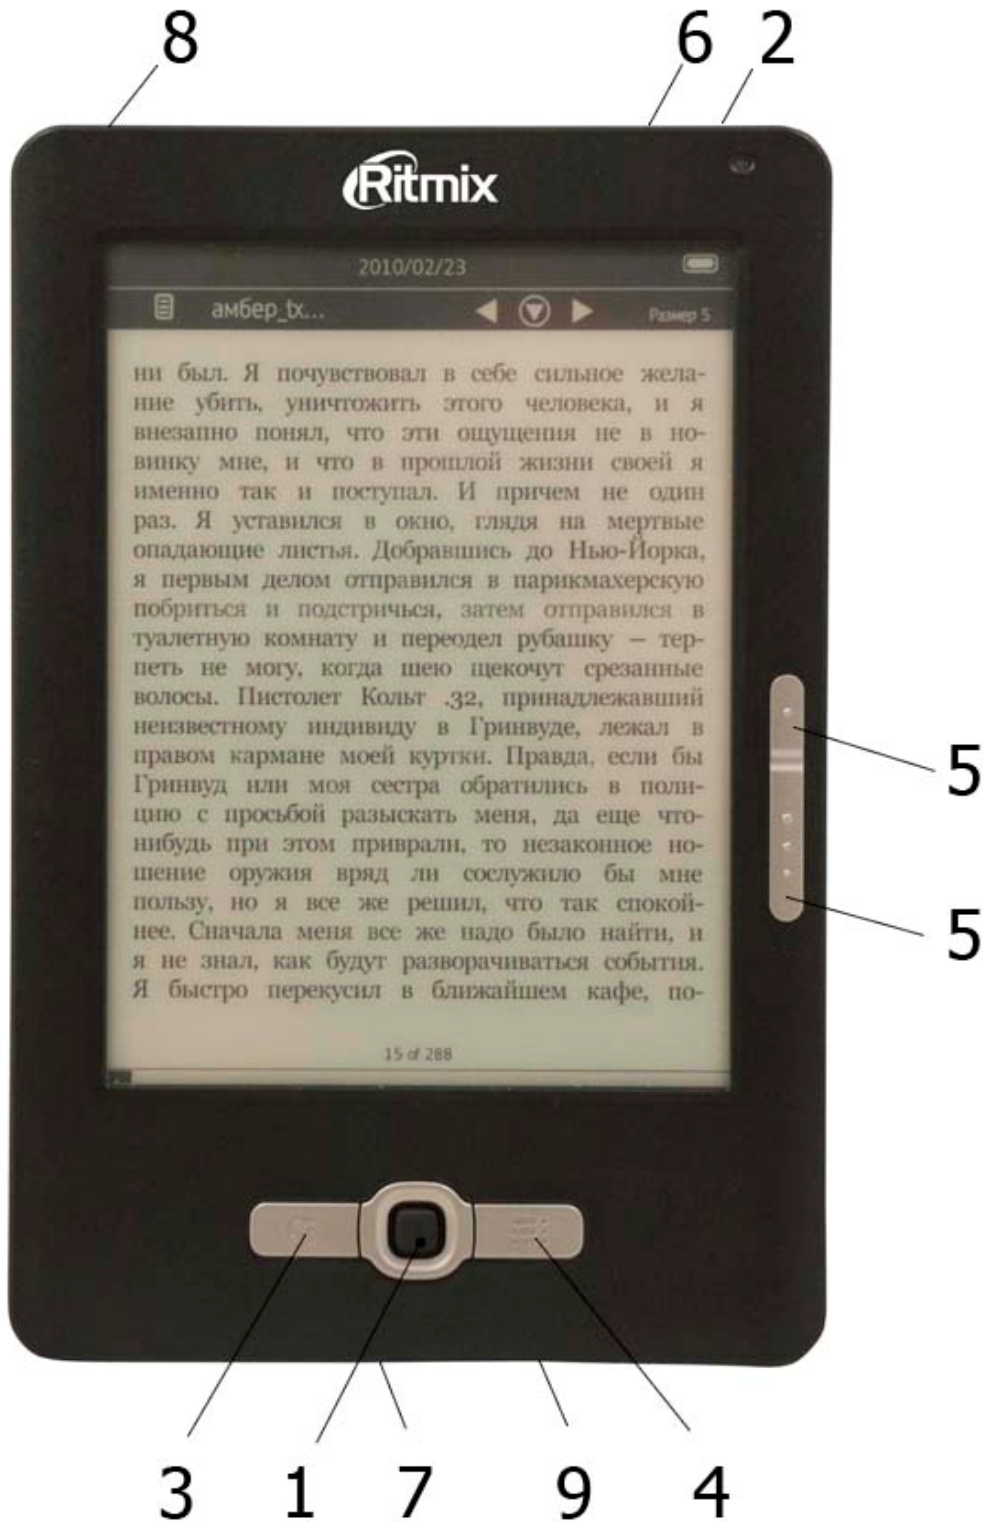 8 6 2
Ritmix
2010/02/23
амбер_tx...
Размер 5
ни был. Я почувствовал в себе сильное жела-
ние убить, уничтожить этого человека, и я
внезапно понял, что эти ощущения не в но-
винку мне, и что в прошлой жизни своей я
именно так и поступал. И причем не один
раз. Я уставился в окно, глядя на мертвые
опадающие листья. Добравшись до Нью-Йорка,
я первым делом отправился в парикмахерскую
побриться и подстричься, затем отправился в
туалетную комнату и переодел рубашку — тер-
петь не могу, когда шею щекочут срезанные
волосы. Пистолет Кольт .32, принадлежавший
неизвестному индивиду в Гринвуде, лежал в
правом кармане моей куртки. Правда, если бы
Гринвуд или моя сестра обратились в поли-
цию с просьбой разыскать меня, да еще что-
нибудь при этом приврали, то незаконное но-
шение оружия вряд ли сослужило бы мне
пользу, но я все же решил, что так спокой-
нее. Сначала меня все же надо было найти, и
я не знал, как будут разворачиваться события.
Я быстро перекусил в ближайшем кафе, по-
15 of 288
5
5
3 1 7 9 4